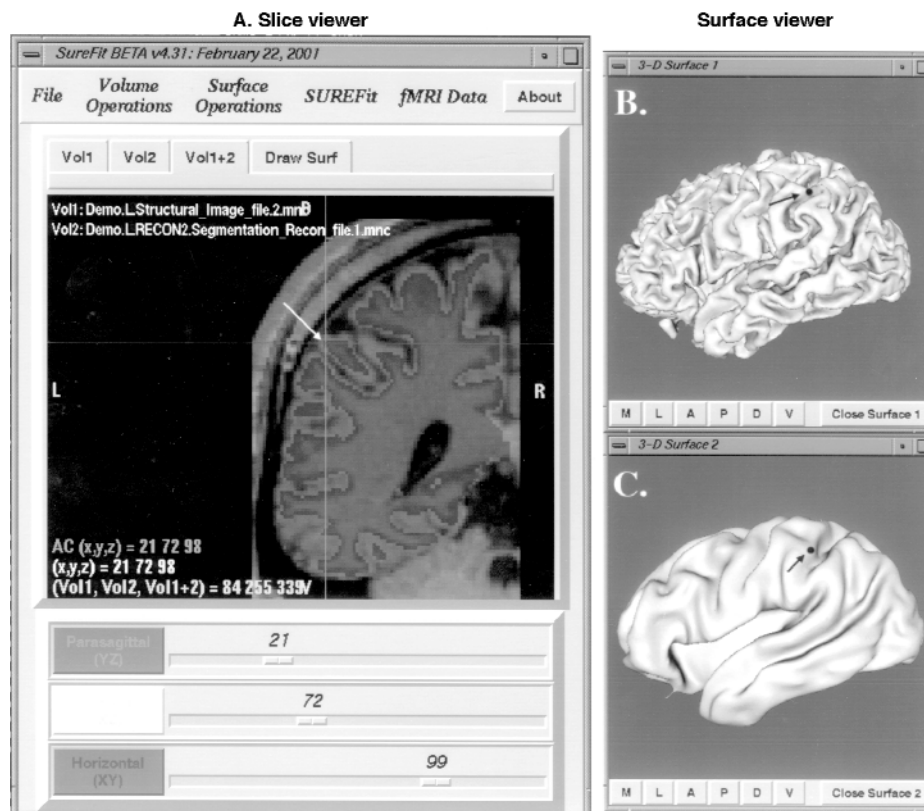 A. Slice viewer
Surface viewer
SureFit BETA v4.31: February 22, 2001
File
Volume Operations
Surface Operations
SUREFit
fMRI Data
About
Vol1
Vol2
Vol1+2
Draw Surf
Vol1: Demo.L.Structural_Image_file.2.mnc
D
Vol2: Demo.L.RECON2.Segmentation_Recon_file.1.mnc
L
R
AC (x,y,z) = 21 72 98
(x,y,z) = 21 72 98
(Vol1, Vol2, Vol1+2) = 84 255 339
V
Parasagittal
(YZ)
21
72
Horizontal
(XY)
99
3-D Surface 1
B.
M L A P D V Close Surface 1
3-D Surface 2
C.
M L A P D V Close Surface 2